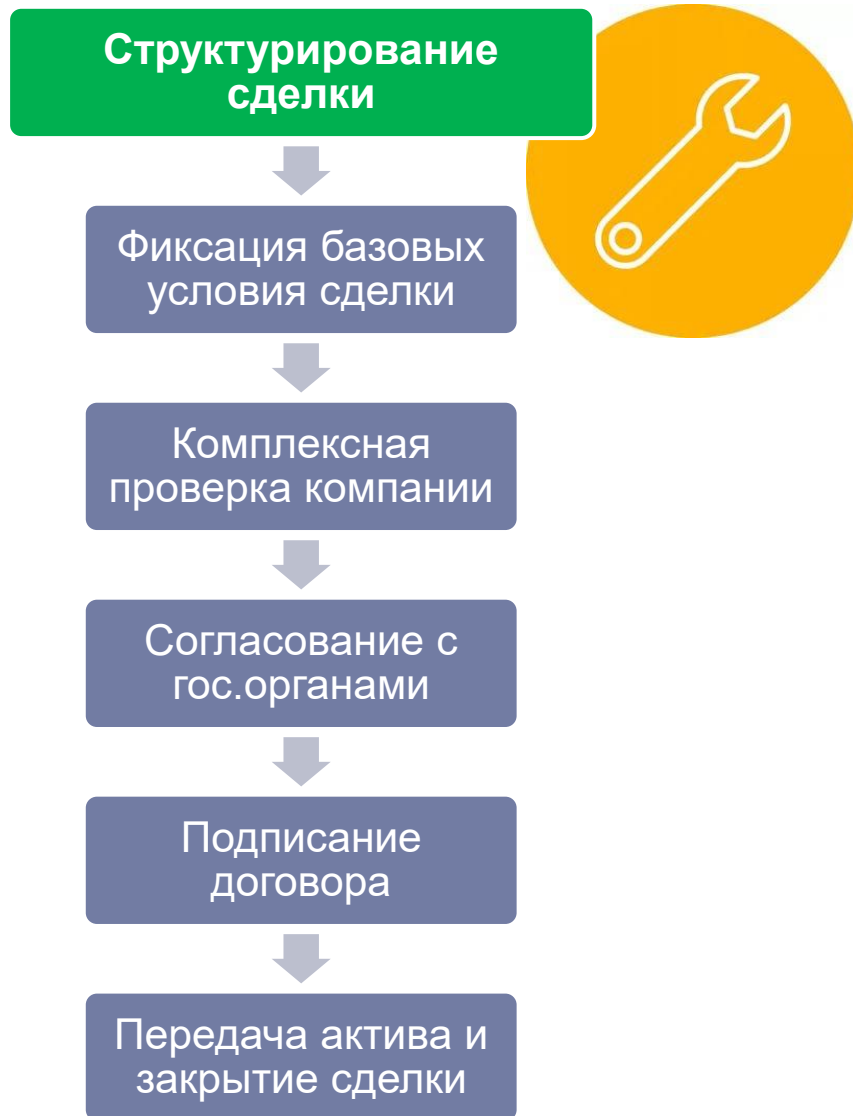 Структурирование
сделки
Фиксация базовых
условия сделки
Комплексная
проверка компании
Согласование с
гос.органами
Подписание
договора
Передача актива и
закрытие сделки